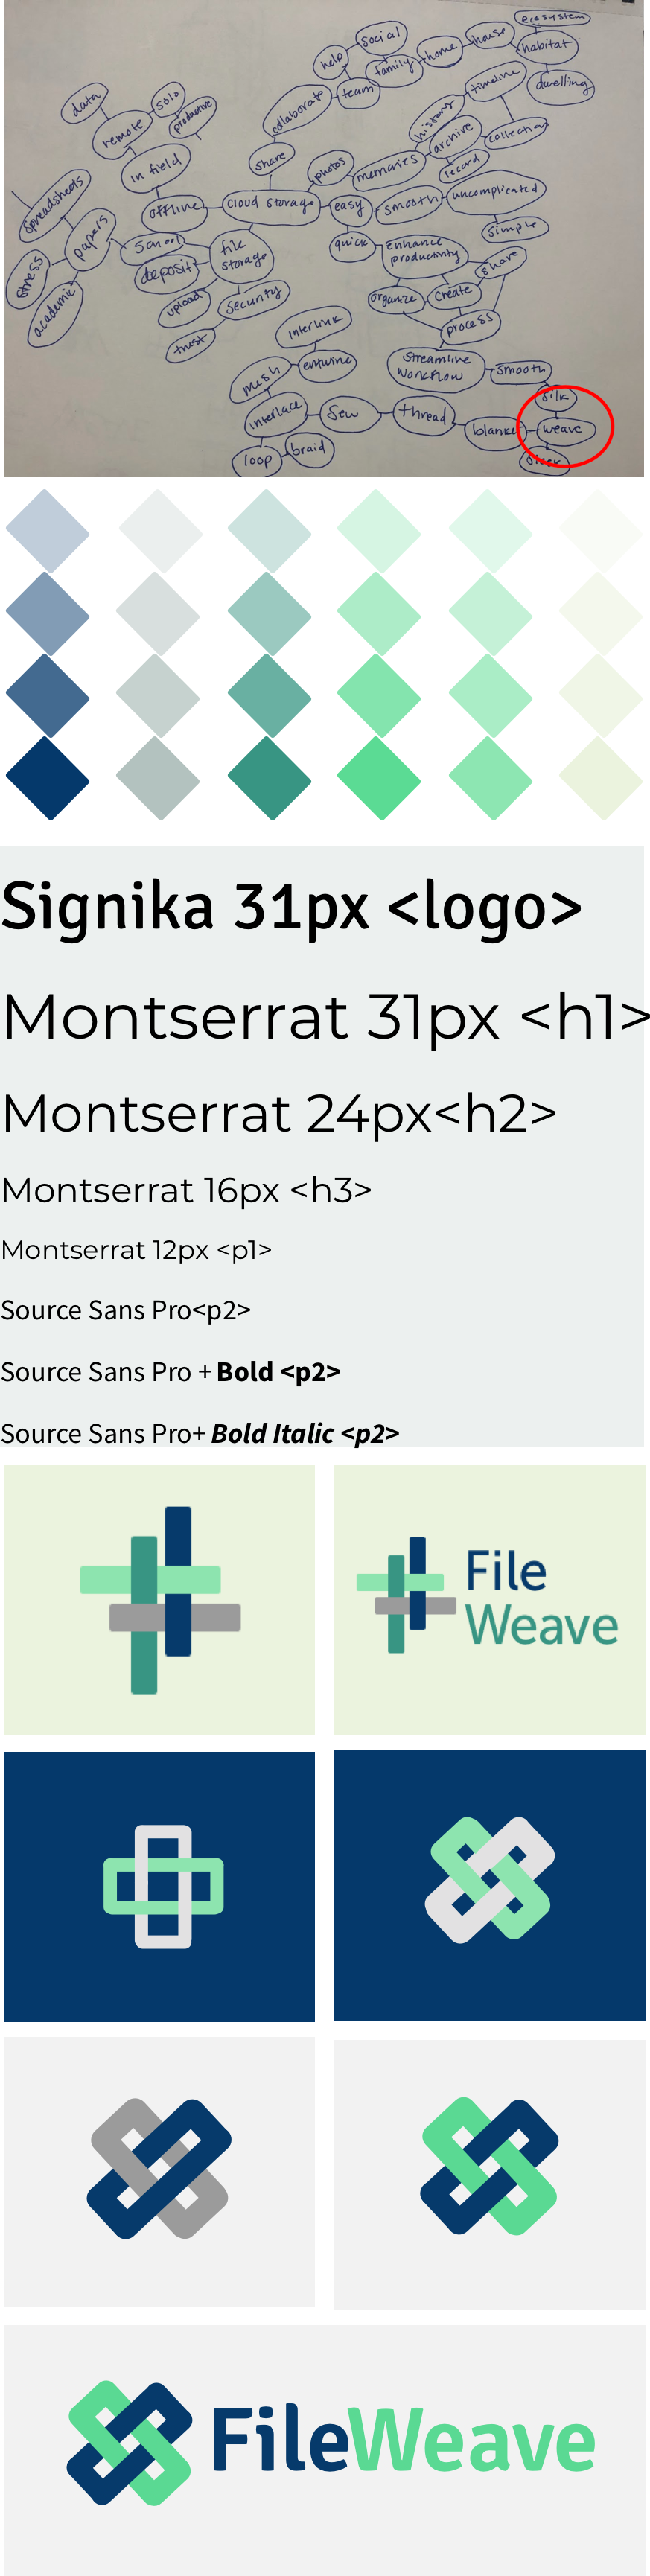 ecosystem
social
house
help
family
home
habitat
data
solo
collaborate
team
timeline
dwelling
remote
productive
history
archive
collection
share
photos
memories
record
in field
spreadsheets
offline
cloud storage
easy
smooth
uncomplicated
papers
school
file
storage
quick
enhance
productivity
simple
stress
deposit
share
academic
upload
security
organize
create
interlink
process
trust
mesh
entwine
streamline
workflow
smooth
silk
interlace
sew
thread
blanket
weave
loop
braid
sleek
Signika 31px <logo>
Montserrat 31px <h1>
Montserrat 24px<h2>
Montserrat 16px <h3>
Montserrat 12px <p1>
Source Sans Pro<p2>
Source Sans Pro + Bold <p2>
Source Sans Pro+ Bold Italic <p2>
File
Weave
FileWeave